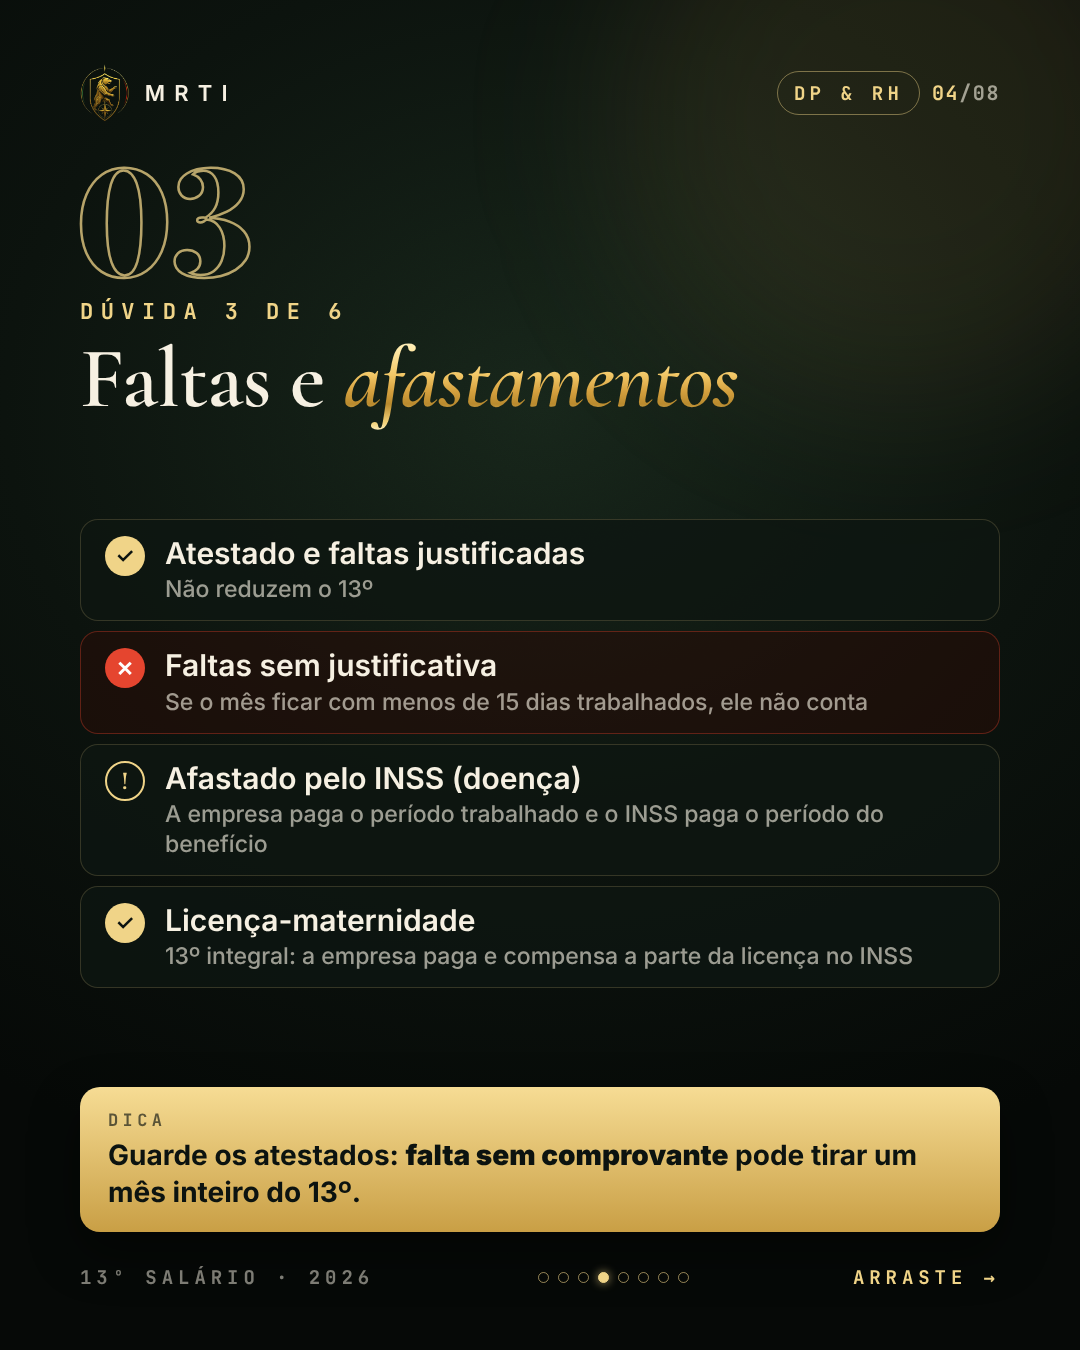 MRTI
DP & RH 04/08
03
DÚVIDA 3 DE 6
Faltas e afastamentos
Atestado e faltas justificadas
Não reduzem o 13º
Faltas sem justificativa
Se o mês ficar com menos de 15 dias trabalhados, ele não conta
!
Afastado pelo INSS (doença)
A empresa paga o período trabalhado e o INSS paga o período do
benefício
Licença-maternidade
13º integral: a empresa paga e compensa a parte da licença no INSS
DICA
Guarde os atestados: falta sem comprovante pode tirar um
mês inteiro do 13º.
13° SALÁRIO · 2026
ARRASTE →